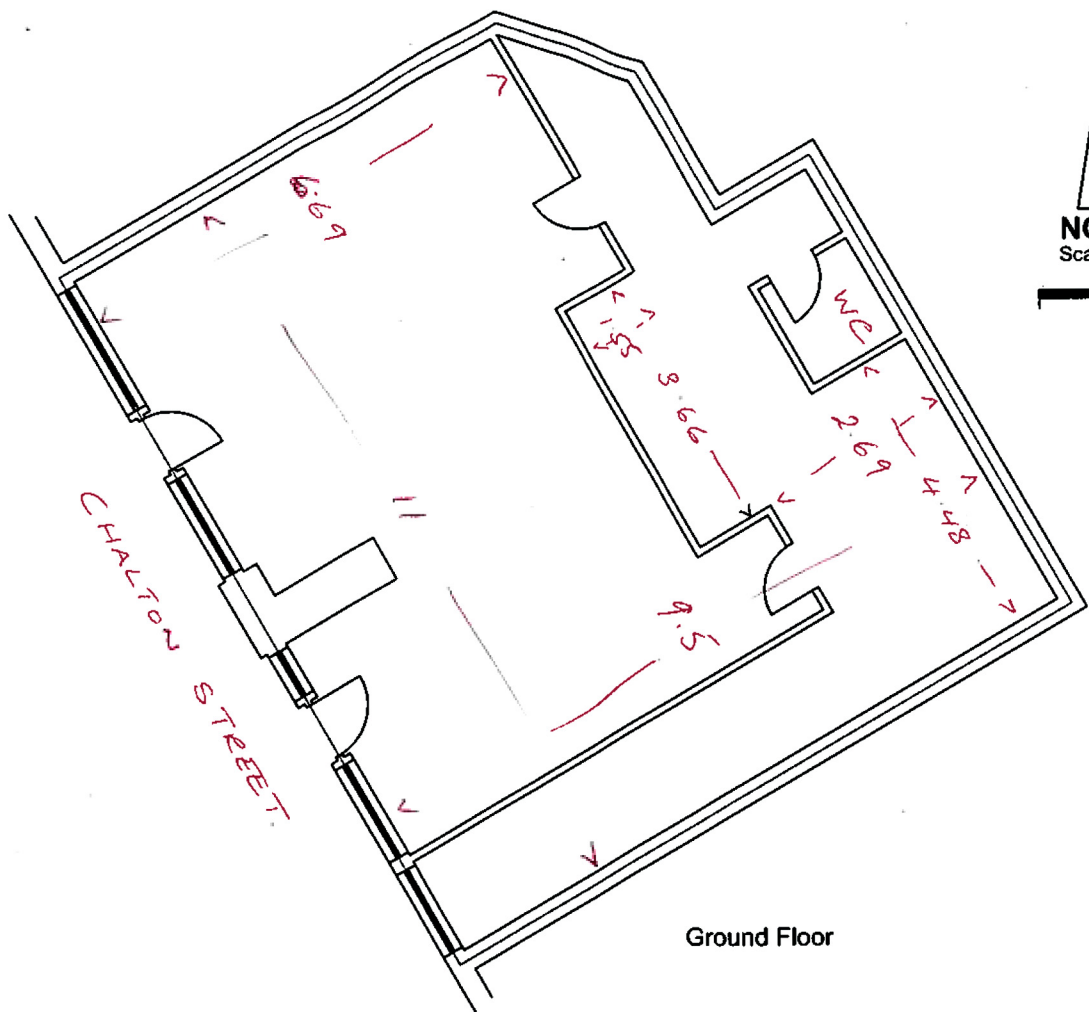 6.69
NO
Sca
WC
1.55
3.66
2.69
4.48
11
9.5
CHALTON STREET.
Ground Floor